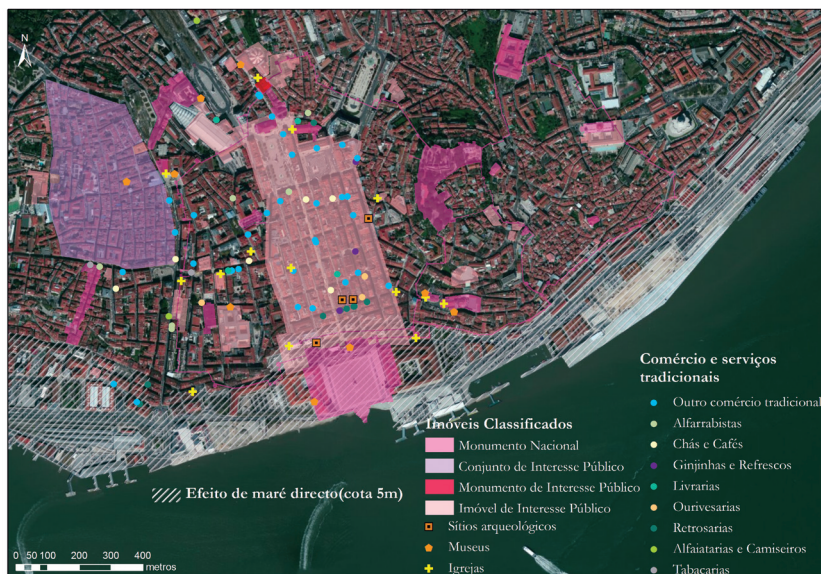 N
Comércio e serviços
tradicionais
Outro comércio tradicional
Alfarrabistas
Chás e Cafés
Ginjinhas e Refrescos
Livrarias
Ourivesarias
Retrosarias
Alfaiatarias e Camiseiros
Tabacarias
Imóveis Classificados
Monumento Nacional
Conjunto de Interesse Público
Monumento de Interesse Público
Imóvel de Interesse Público
Sítios arqueológicos
Museus
Igrejas
Efeito de maré directo(cota 5m)
0 50 100 200 300 400
metros